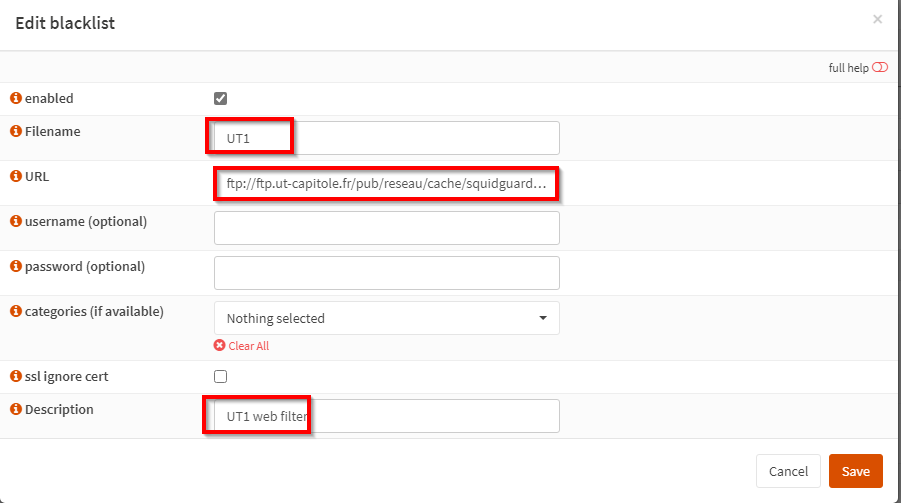 Edit blacklist
×
full help
enabled
Filename
UT1
URL
ftp://ftp.ut-capitole.fr/pub/reseau/cache/squidguard...
username (optional)
password (optional)
categories (if available)
Nothing selected
Clear All
ssl ignore cert
Description
UT1 web filter
Cancel
Save